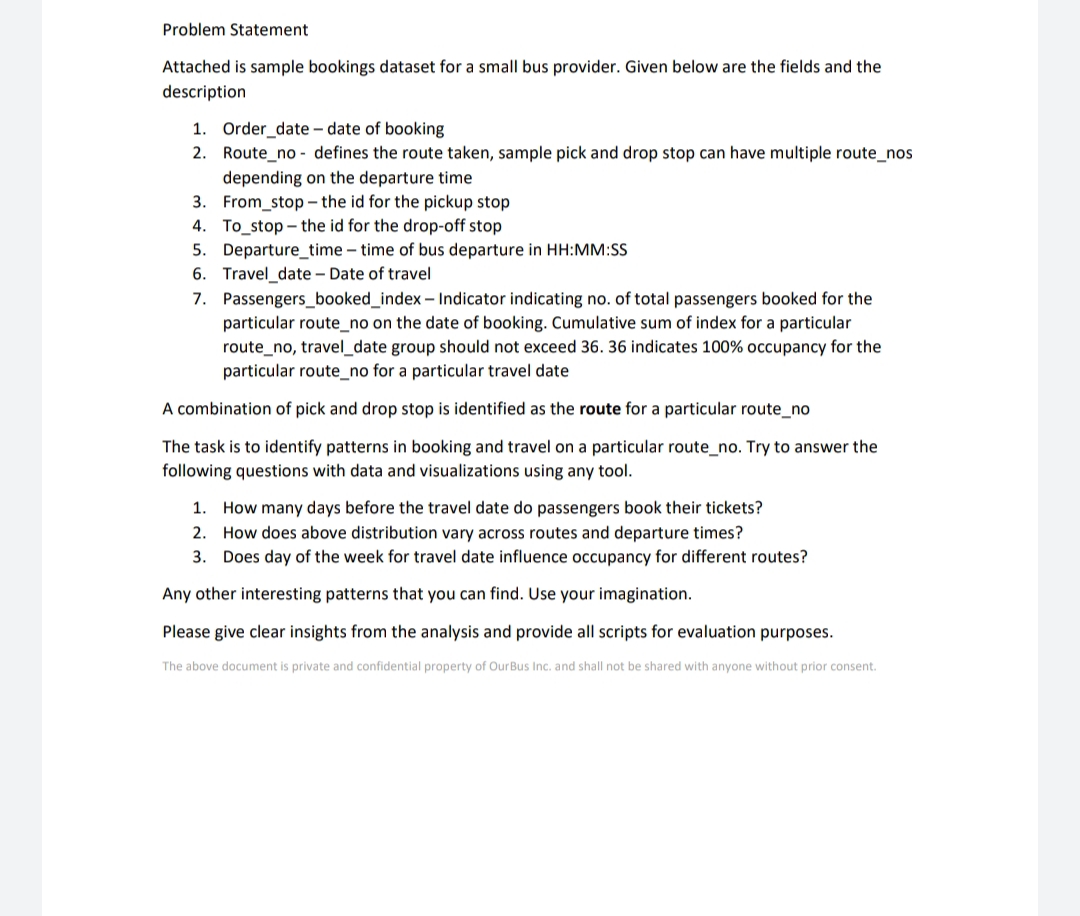 Problem Statement
Attached is sample bookings dataset for a small bus provider. Given below are the fields and the
description
1. Order_date – date of booking
2. Route_no - defines the route taken, sample pick and drop stop can have multiple route_nos
depending on the departure time
3. From_stop – the id for the pickup stop
4. To_stop – the id for the drop-off stop
5. Departure_time – time of bus departure in HH:MM:SS
6. Travel_date – Date of travel
7. Passengers_booked_index – Indicator indicating no. of total passengers booked for the
particular route_no on the date of booking. Cumulative sum of index for a particular
route_no, travel_date group should not exceed 36. 36 indicates 100% occupancy for the
particular route_no for a particular travel date
A combination of pick and drop stop is identified as the route for a particular route_no
The task is to identify patterns in booking and travel on a particular route_no. Try to answer the
following questions with data and visualizations using any tool.
1. How many days before the travel date do passengers book their tickets?
2. How does above distribution vary across routes and departure times?
3. Does day of the week for travel date influence occupancy for different routes?
Any other interesting patterns that you can find. Use your imagination.
Please give clear insights from the analysis and provide all scripts for evaluation purposes.
The above document is private and confidential property of OurBus Inc. and shall not be shared with anyone without prior consent.